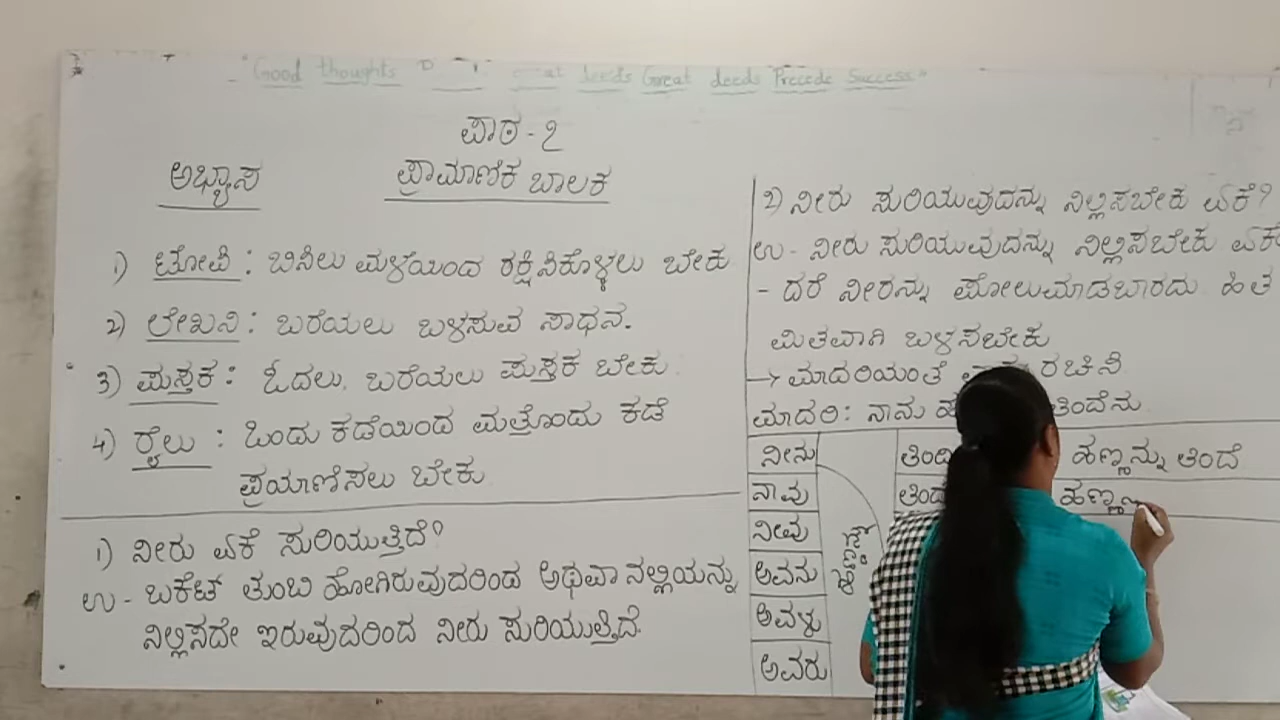 "Good thoughts deeds Great deeds Precede Success"
ಪಾಠ - ೭
ಅಭ್ಯಾಸ
ಪ್ರಾಮಾಣಿಕ ಬಾಲಕ
1) ಟೋಪಿ : ಬಿಸಿಲು ಮಳೆಯಿಂದ ರಕ್ಷಿಸಿಕೊಳ್ಳಲು ಬೇಕು
2) ಲೇಖನಿ : ಬರೆಯಲು ಬಳಸುವ ಸಾಧನ.
3) ಪುಸ್ತಕ : ಓದಲು, ಬರೆಯಲು ಪುಸ್ತಕ ಬೇಕು.
4) ರೈಲು : ಒಂದು ಕಡೆಯಿಂದ ಮತ್ತೊಂದು ಕಡೆ
ಪ್ರಯಾಣಿಸಲು ಬೇಕು.
1) ನೀರು ಏಕೆ ಸುರಿಯುತ್ತಿದೆ?
ಉ - ಬಕೆಟ್ ತುಂಬಿ ಹೋಗಿರುವುದರಿಂದ ಅಥವಾ ನಲ್ಲಿಯನ್ನು
ನಿಲ್ಲಿಸದೇ ಇರುವುದರಿಂದ ನೀರು ಸುರಿಯುತ್ತಿದೆ.
2) ನೀರು ಸುರಿಯುವುದನ್ನು ನಿಲ್ಲಿಸಬೇಕು ಏಕೆ?
ಉ - ನೀರು ಸುರಿಯುವುದನ್ನು ನಿಲ್ಲಿಸಬೇಕು ಏಕೆ
- ದರೆ ನೀರನ್ನು ಪೋಲುಮಾಡಬಾರದು. ಹಿತ
ಮಿತವಾಗಿ ಬಳಸಬೇಕು
→ ಮಾದರಿಯಂತೆ ರಚಿಸಿ
ಮಾದರಿ : ನಾನು ತಿಂದೆನು.
ನೀನು ಹಣ್ಣನ್ನು ತಿಂದೆ
ನಾವು
ನೀವು
ಅವನು ಹಣ್ಣು
ಅವಳು
ಅವರು